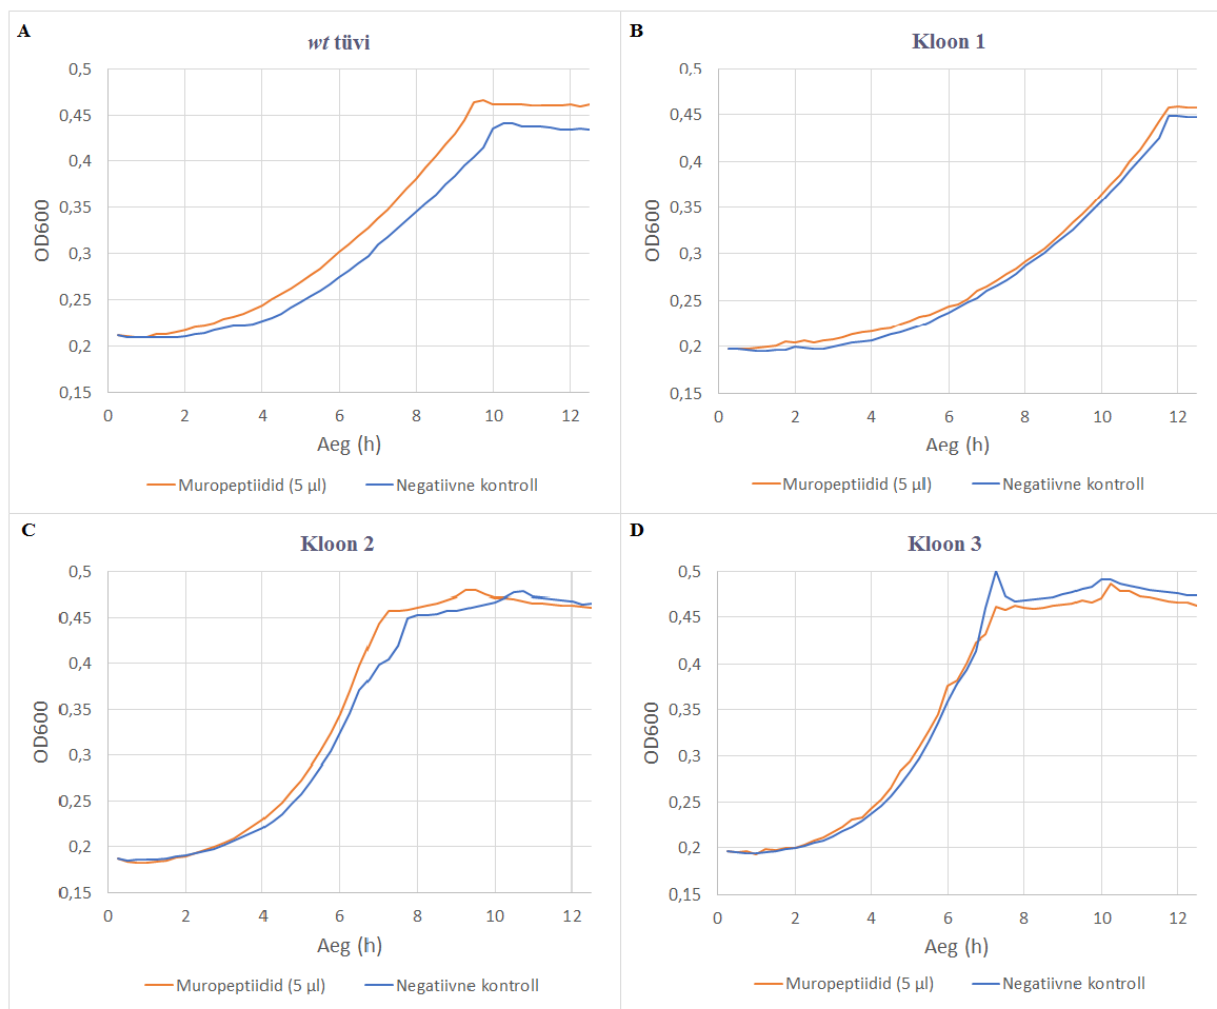 A
wt tüvi
0,5
0,45
0,4
0,35
0,3
0,25
0,2
0,15
OD600
0 2 4 6 8 10 12
Aeg (h)
Muropeptiidid (5 µl) Negatiivne kontroll
B
Kloon 1
0,5
0,45
0,4
0,35
0,3
0,25
0,2
0,15
OD600
0 2 4 6 8 10 12
Aeg (h)
Muropeptiidid (5 µl) Negatiivne kontroll
C
Kloon 2
0,5
0,45
0,4
0,35
0,3
0,25
0,2
0,15
OD600
0 2 4 6 8 10 12
Aeg (h)
Muropeptiidid (5 µl) Negatiivne kontroll
D
Kloon 3
0,5
0,45
0,4
0,35
0,3
0,25
0,2
0,15
OD600
0 2 4 6 8 10 12
Aeg (h)
Muropeptiidid (5 µl) Negatiivne kontroll